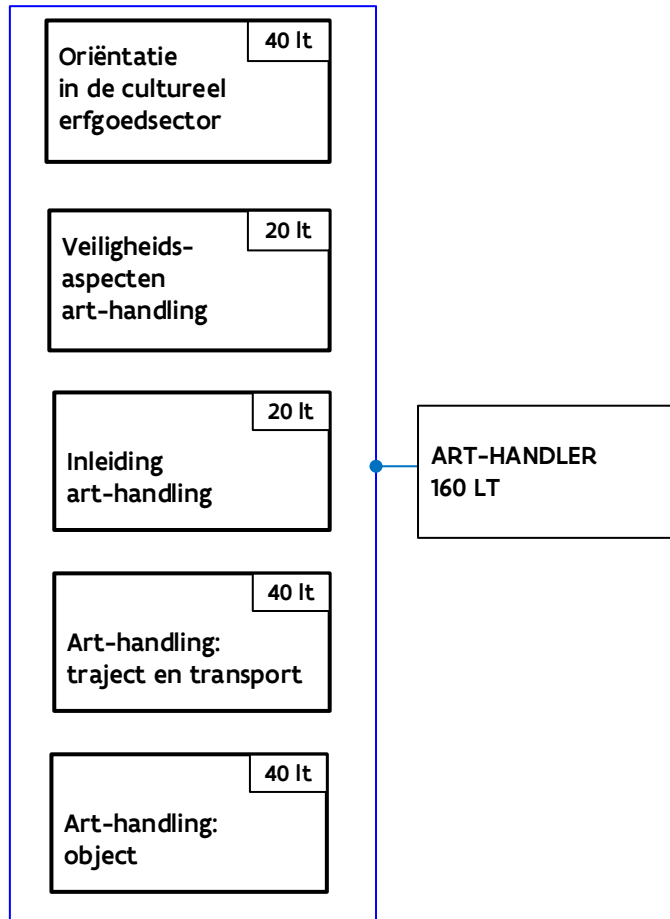 40 lt
Oriëntatie
in de cultureel
erfgoedsector
20 lt
Veiligheids-
aspecten
art-handling
20 lt
Inleiding
art-handling
40 lt
Art-handling:
traject en transport
40 lt
Art-handling:
object
ART-HANDLER
160 LT